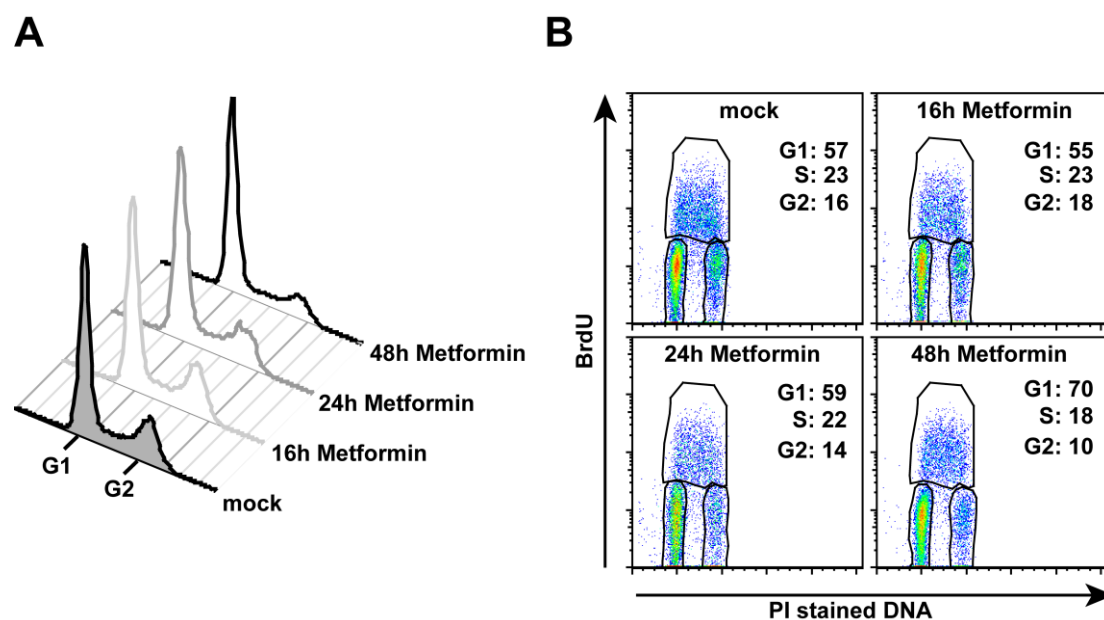 A
48h Metformin
24h Metformin
16h Metformin
mock
G1
G2
B
BrdU
mock
G1: 57
S: 23
G2: 16
16h Metformin
G1: 55
S: 23
G2: 18
24h Metformin
G1: 59
S: 22
G2: 14
48h Metformin
G1: 70
S: 18
G2: 10
PI stained DNA